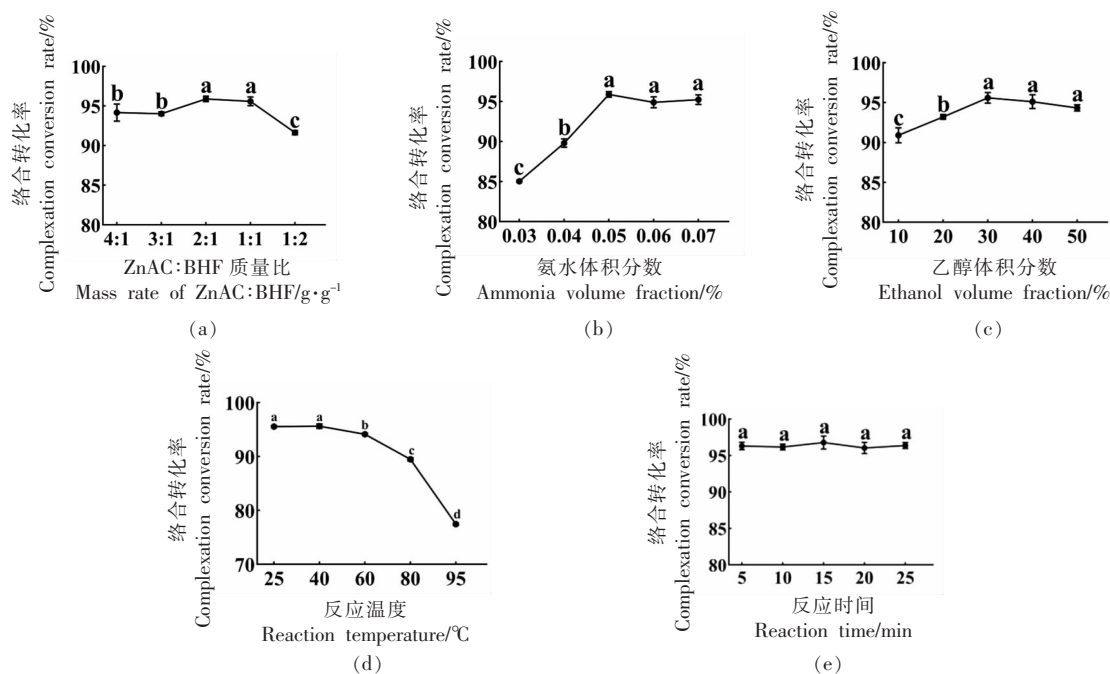 络合转化率
Complexation conversion rate/%
100
95
90
85
80
b
b
a
a
c
4:1 3:1 2:1 1:1 1:2
ZnAC∶BHF 质量比
Mass rate of ZnAC∶BHF/g·g⁻¹
(a)
络合转化率
Complexation conversion rate/%
100
95
90
85
80
c
b
a
a
a
0.03 0.04 0.05 0.06 0.07
氨水体积分数
Ammonia volume fraction/%
(b)
络合转化率
Complexation conversion rate/%
100
95
90
85
80
c
b
a
a
a
10 20 30 40 50
乙醇体积分数
Ethanol volume fraction/%
(c)
络合转化率
Complexation conversion rate/%
100
90
80
70
a
a
b
c
d
25 40 60 80 95
反应温度
Reaction temperature/℃
(d)
络合转化率
Complexation conversion rate/%
100
95
90
85
80
a
a
a
a
a
5 10 15 20 25
反应时间
Reaction time/min
(e)